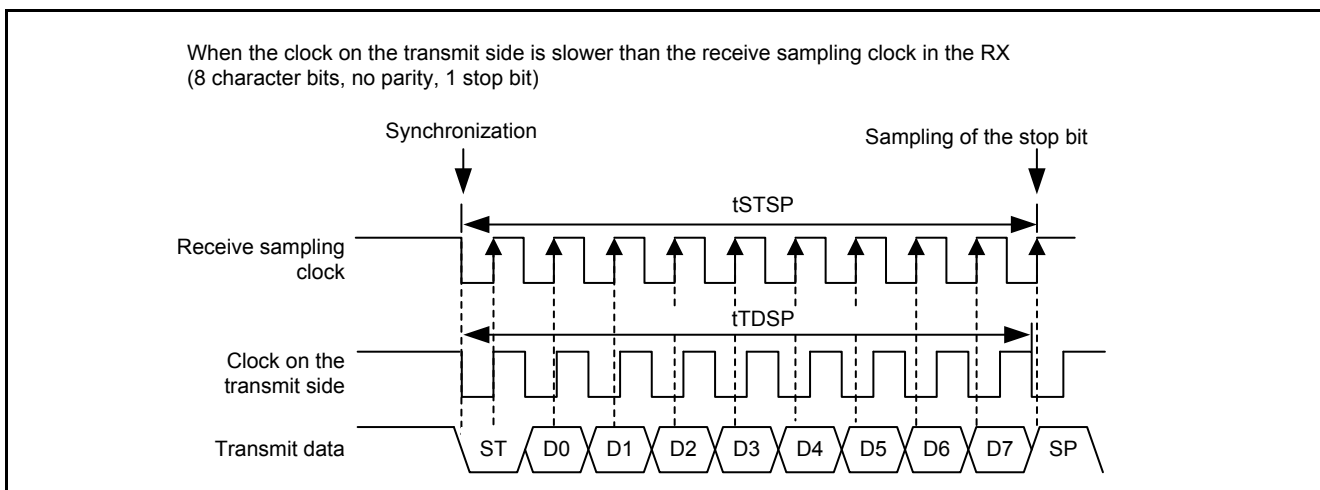 When the clock on the transmit side is slower than the receive sampling clock in the RX
(8 character bits, no parity, 1 stop bit)
Synchronization
Sampling of the stop bit
tSTSP
Receive sampling
clock
tTDSP
Clock on the
transmit side
Transmit data
ST D0 D1 D2 D3 D4 D5 D6 D7 SP